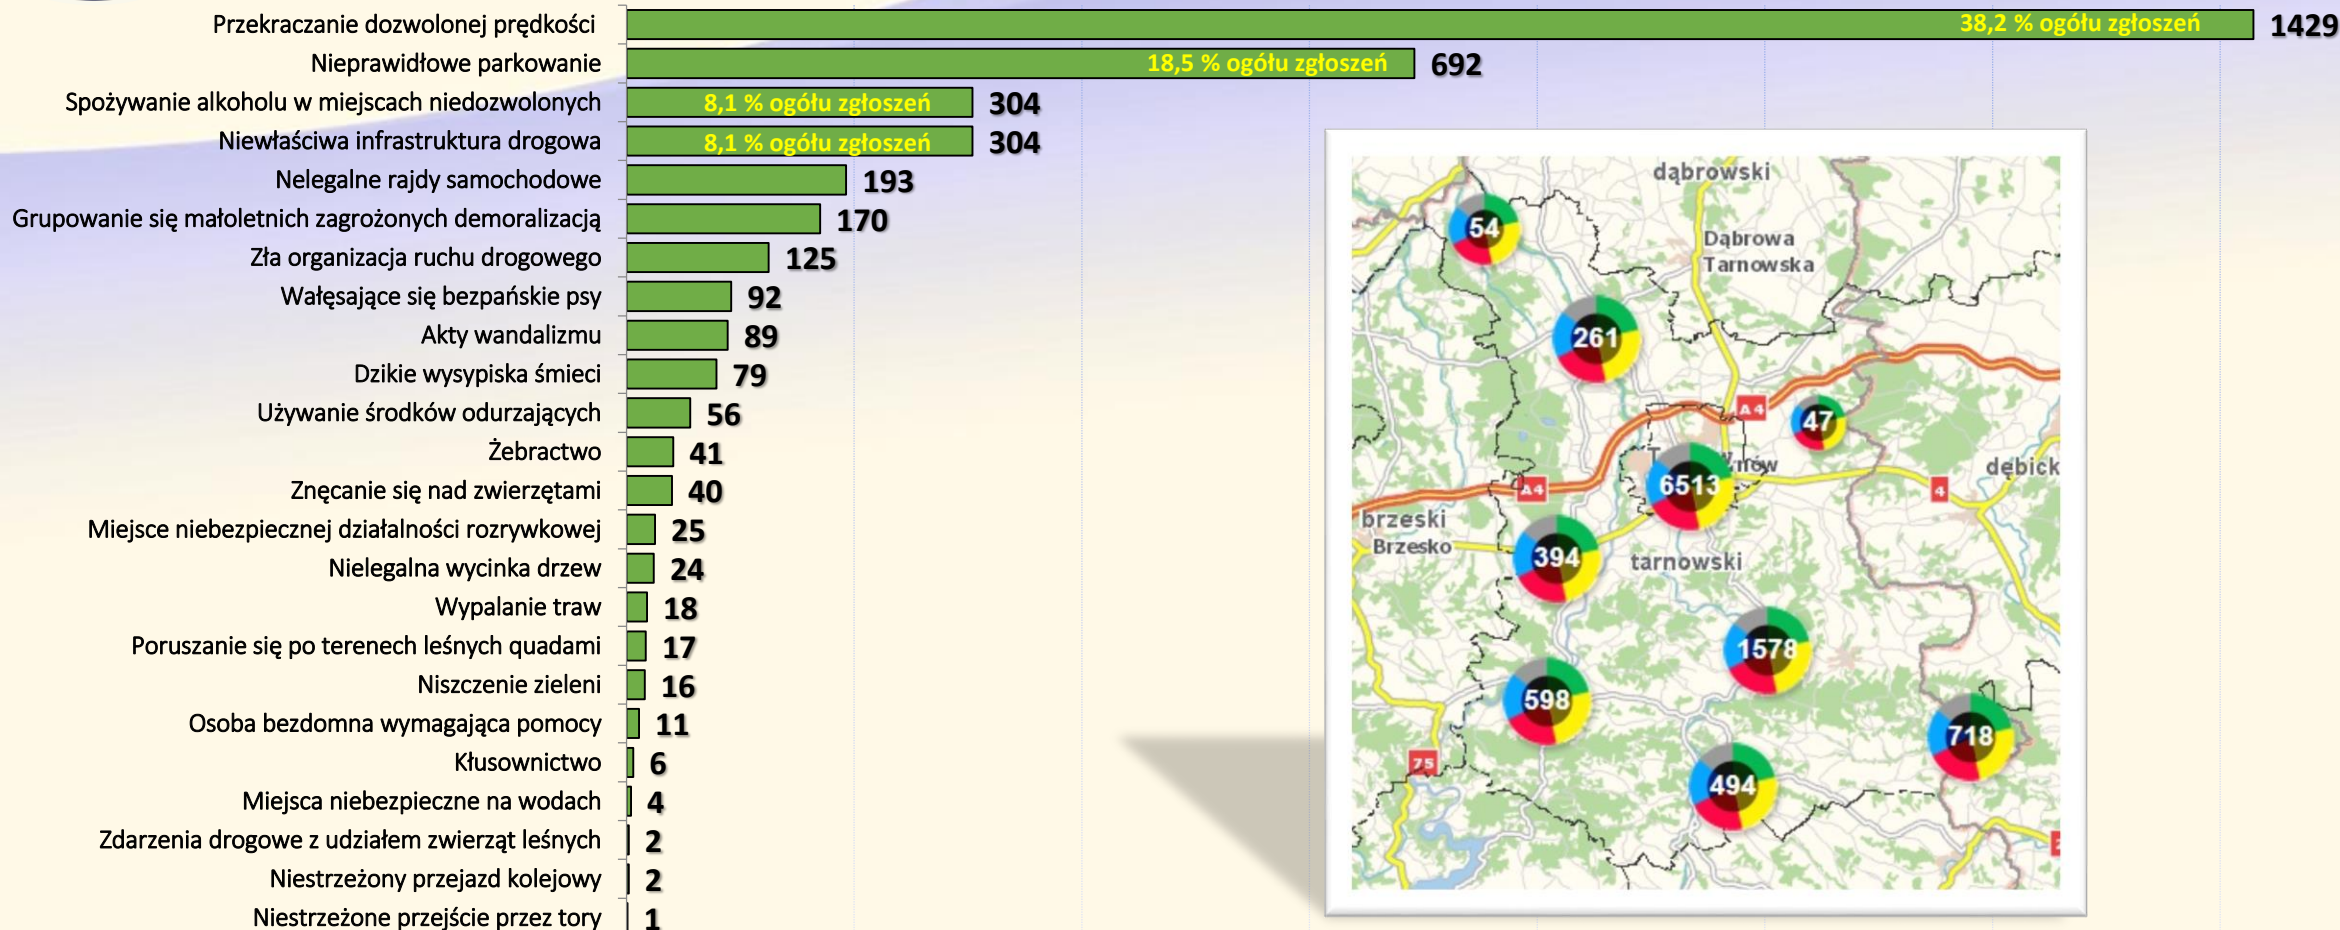 Przekraczanie dozwolonej prędkości 38,2 % ogółu zgłoszeń 1429
Nieprawidłowe parkowanie 18,5 % ogółu zgłoszeń 692
Spożywanie alkoholu w miejscach niedozwolonych 8,1 % ogółu zgłoszeń 304
Niewłaściwa infrastruktura drogowa 8,1 % ogółu zgłoszeń 304
Nelegalne rajdy samochodowe 193
Grupowanie się małoletnich zagrożonych demoralizacją 170
Zła organizacja ruchu drogowego 125
Wałęsające się bezpańskie psy 92
Akty wandalizmu 89
Dzikie wysypiska śmieci 79
Używanie środków odurzających 56
Żebractwo 41
Znęcanie się nad zwierzętami 40
Miejsce niebezpiecznej działalności rozrywkowej 25
Nielegalna wycinka drzew 24
Wypalanie traw 18
Poruszanie się po terenech leśnych quadami 17
Niszczenie zieleni 16
Osoba bezdomna wymagająca pomocy 11
Kłusownictwo 6
Miejsca niebezpieczne na wodach 4
Zdarzenia drogowe z udziałem zwierząt leśnych 2
Niestrzeżony przejazd kolejowy 2
Niestrzeżone przejście przez tory 1
dąbrowski
54
Dąbrowa
Tarnowska
261
A4
47
6513
dębick
A4
4
brzeski
Brzesko
394
tarnowski
1578
598
718
75
494